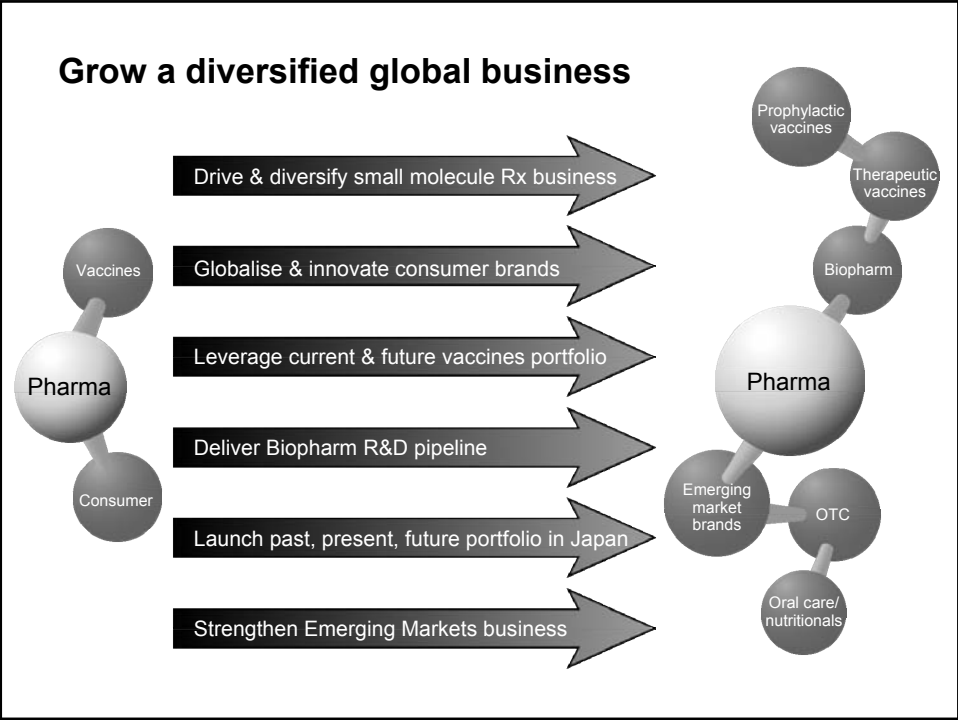 Grow a diversified global business
Prophylactic
vaccines
Drive & diversify small molecule Rx business
Therapeutic
vaccines
Vaccines
Globalise & innovate consumer brands
Biopharm
Pharma
Leverage current & future vaccines portfolio
Pharma
Deliver Biopharm R&D pipeline
Consumer
Emerging
market
brands
OTC
Launch past, present, future portfolio in Japan
Oral care/
nutritionals
Strengthen Emerging Markets business